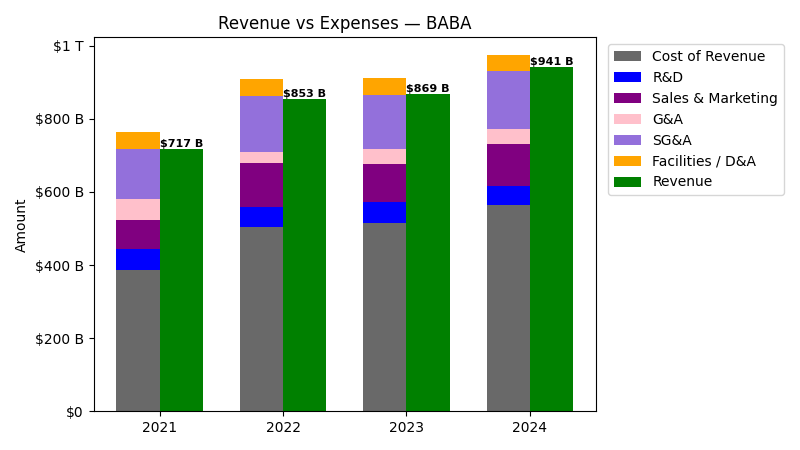 Revenue vs Expenses — BABA
$1 T
$800 B
$600 B
$400 B
$200 B
$0
Amount
$717 B
$853 B
$869 B
$941 B
2021
2022
2023
2024
Cost of Revenue
R&D
Sales & Marketing
G&A
SG&A
Facilities / D&A
Revenue